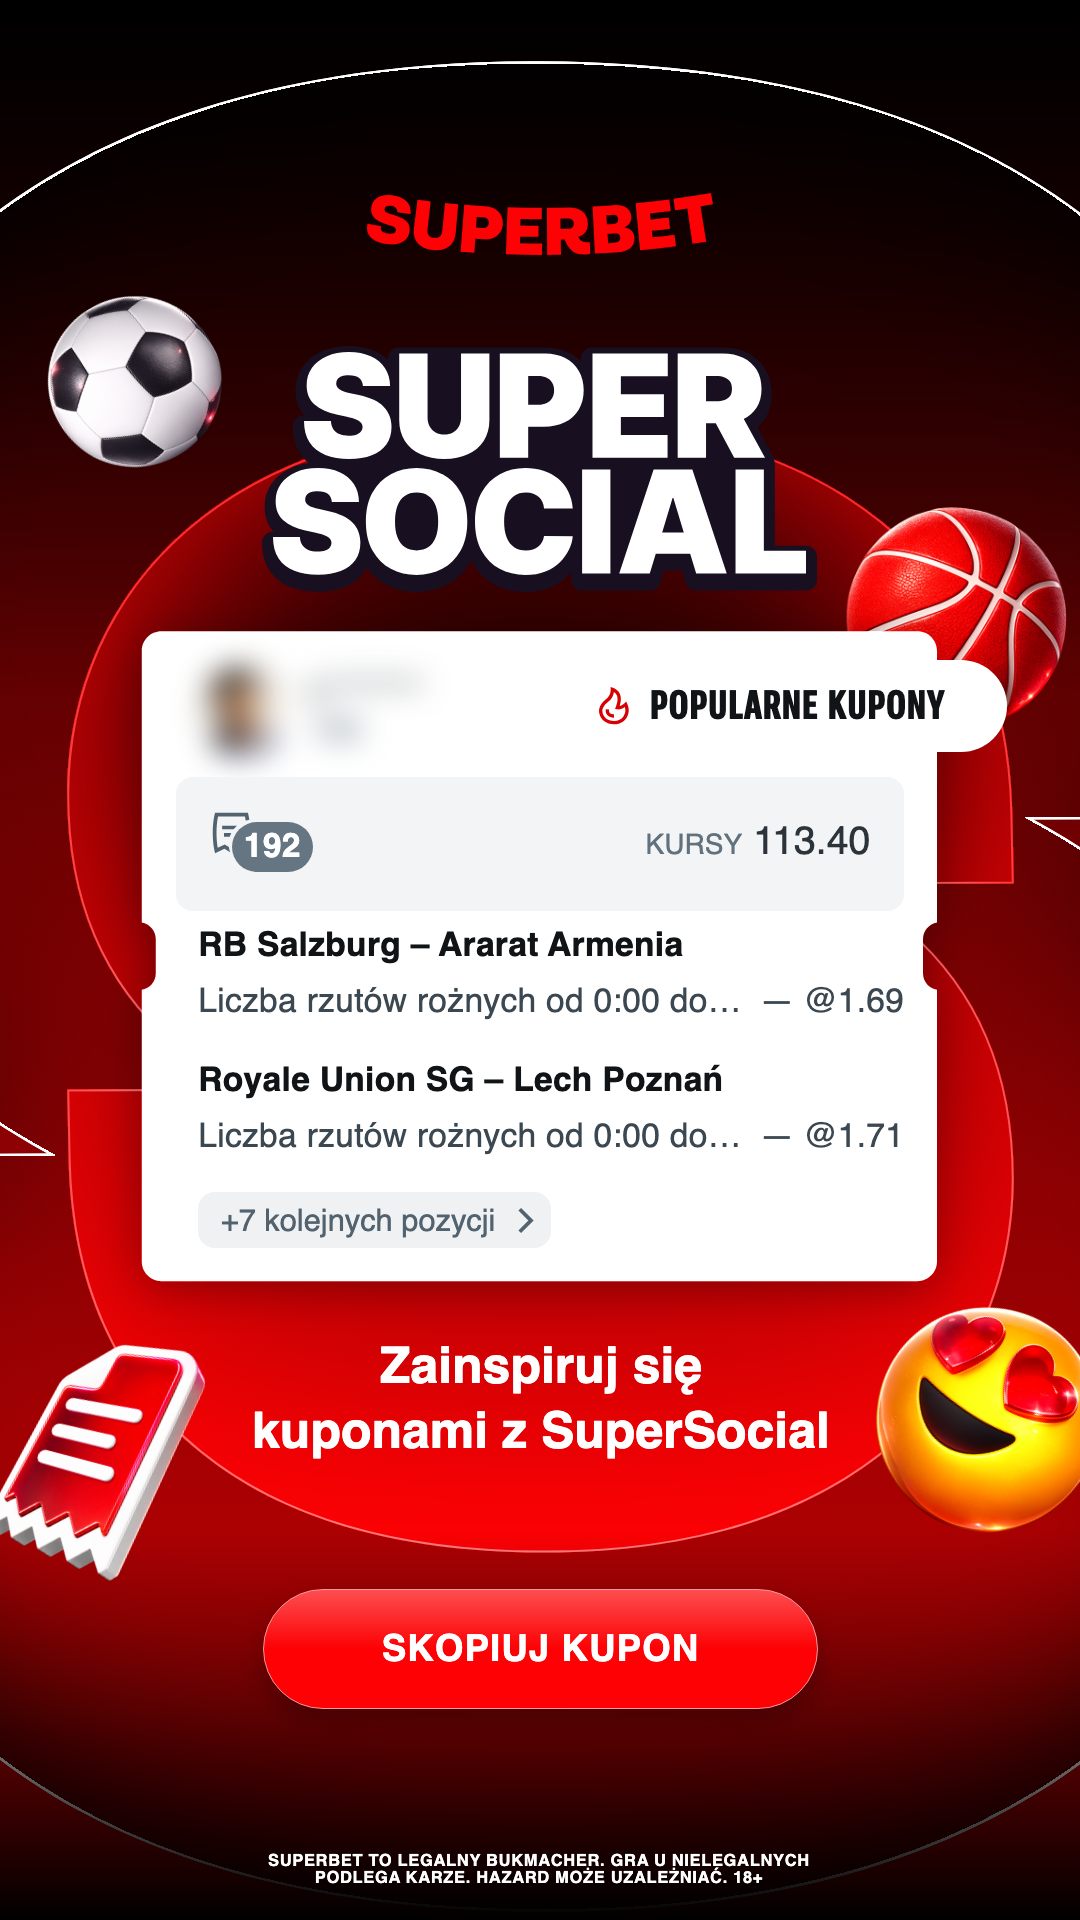 SUPERBET
SUPER
SOCIAL
POPULARNE KUPONY
192
KURSY 113.40
RB Salzburg – Ararat Armenia
Liczba rzutów rożnych od 0:00 do... — @1.69
Royale Union SG – Lech Poznań
Liczba rzutów rożnych od 0:00 do... — @1.71
+7 kolejnych pozycji
Zainspiruj się
kuponami z SuperSocial
SKOPIUJ KUPON
SUPERBET TO LEGALNY BUKMACHER. GRA U NIELEGALNYCH
PODLEGA KARZE. HAZARD MOŻE UZALEŻNIAĆ. 18+